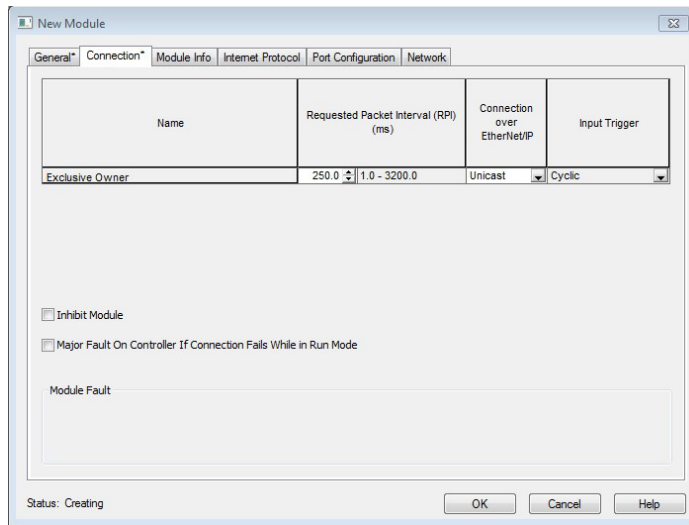 New Module
General* Connection* Module Info Internet Protocol Port Configuration Network
Name
Requested Packet Interval (RPI)
(ms)
Connection
over
EtherNet/IP
Input Trigger
Exclusive Owner 250.0 1.0 - 3200.0 Unicast Cyclic
Inhibit Module
Major Fault On Controller If Connection Fails While in Run Mode
Module Fault
Status: Creating OK Cancel Help